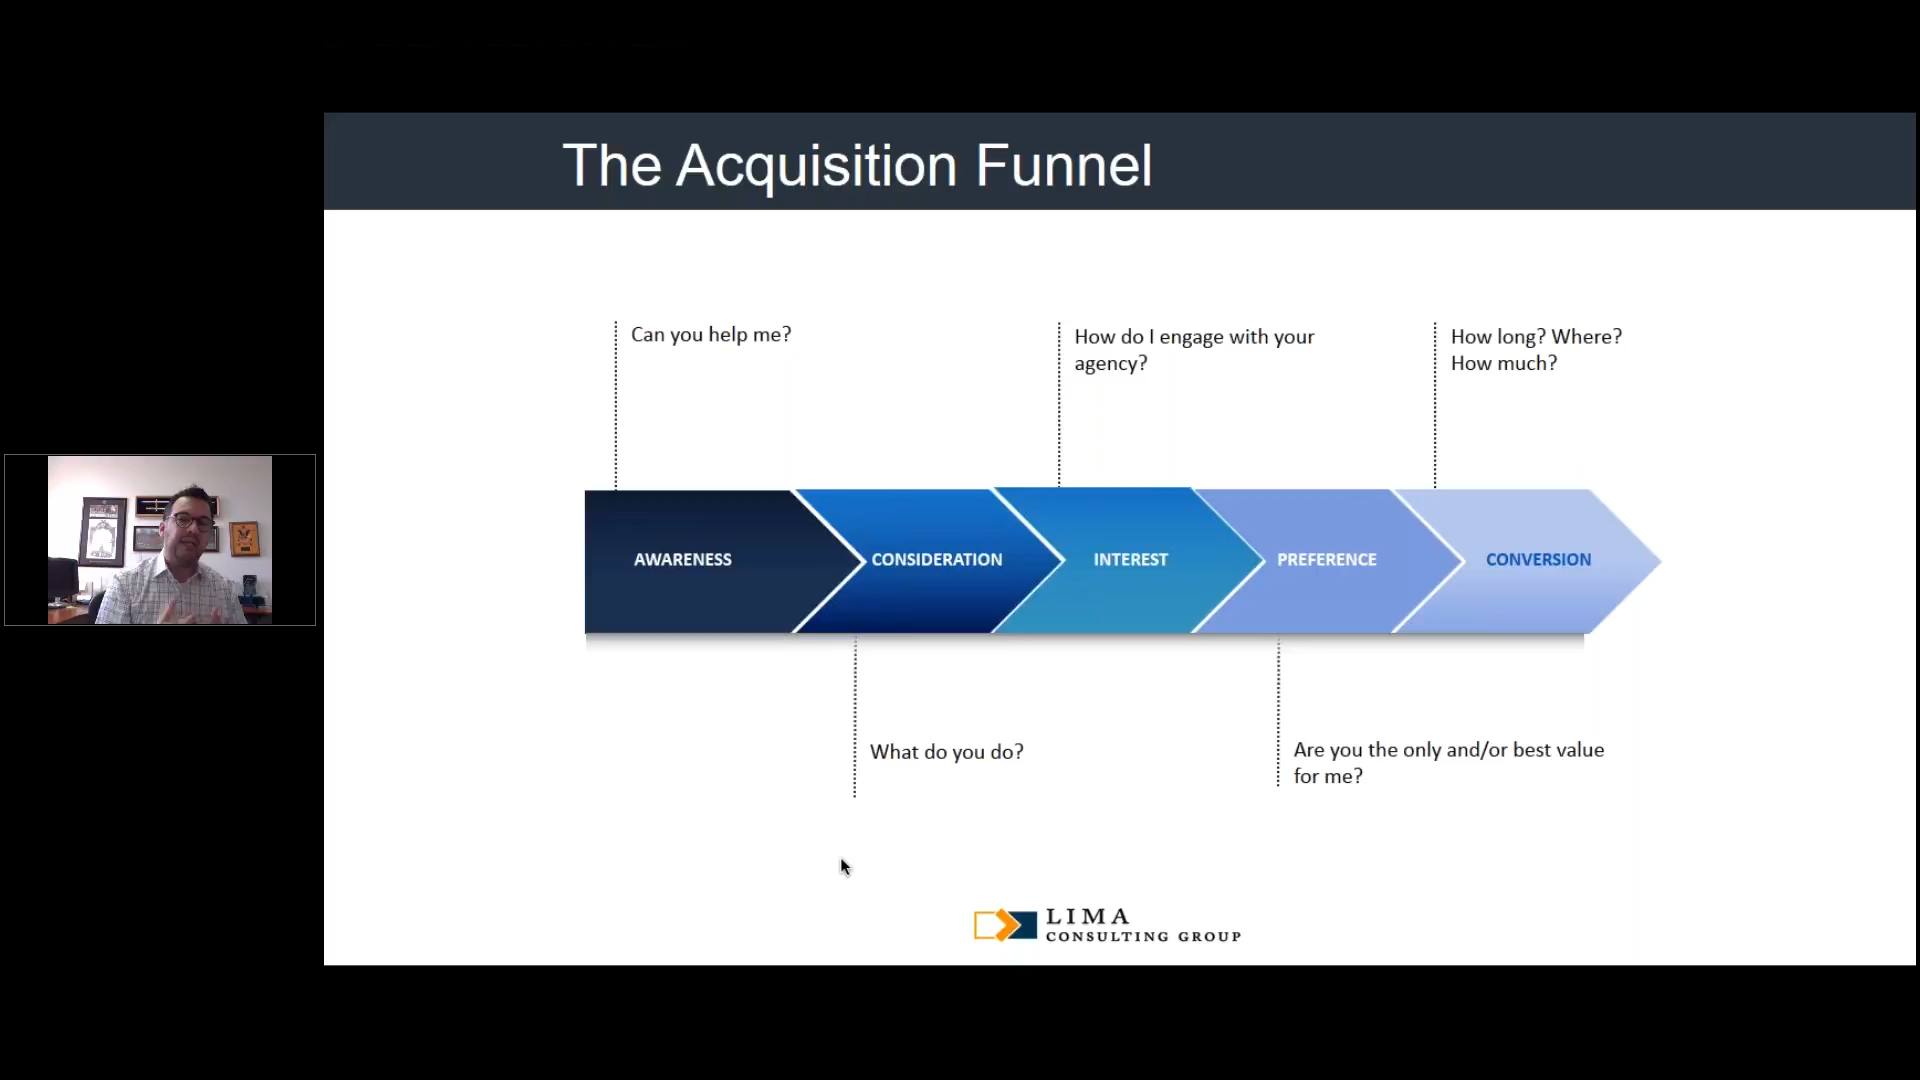 The Acquisition Funnel
Can you help me?
How do I engage with your
agency?
How long? Where?
How much?
AWARENESS
CONSIDERATION
INTEREST
PREFERENCE
CONVERSION
What do you do?
Are you the only and/or best value
for me?
LIMA
CONSULTING GROUP